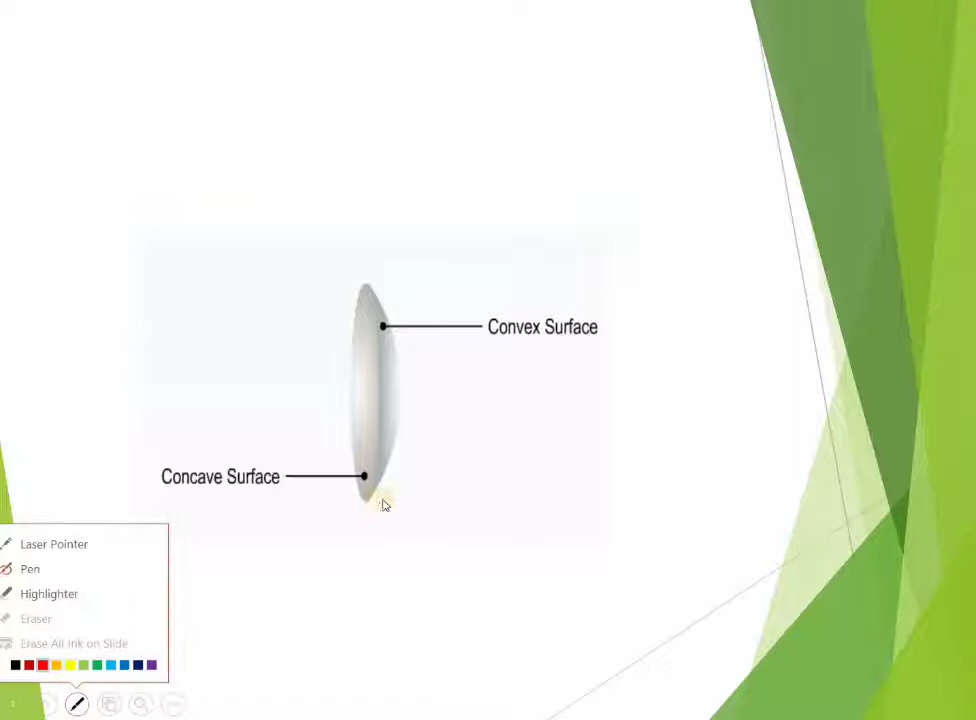 Convex Surface
Concave Surface
Laser Pointer
Pen
Highlighter
Eraser
Erase All Ink on Slide